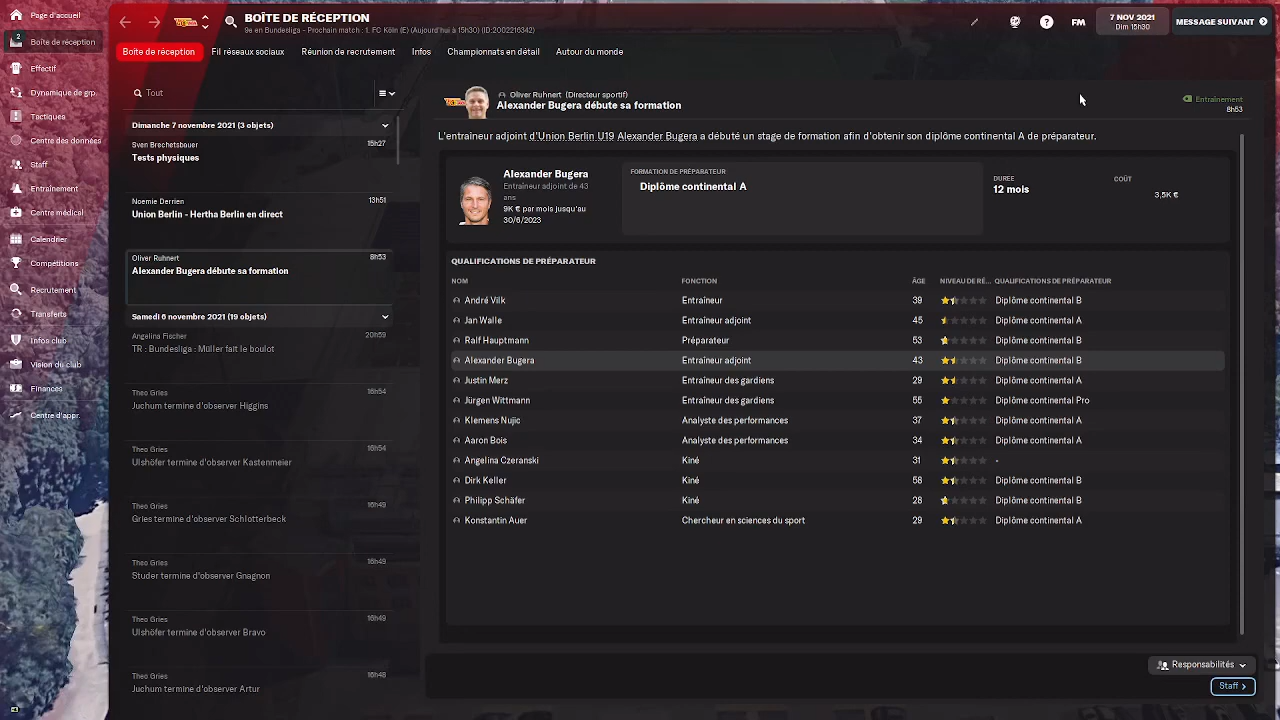 Page d'accueil
2
Boîte de réception
Effectif
Dynamique de grp.
Tactiques
Centre des données
Staff
Entraînement
Centre médical
Calendrier
Compétitions
Recrutement
Transferts
Infos club
Vision du club
Finances
Centre d'appr.
BOÎTE DE RÉCEPTION
9e en Bundesliga - Prochain match : 1. FC Köln (E) (Aujourd'hui à 15h30) (ID:2002216342)
FM
7 NOV 2021
Dim 15h30
MESSAGE SUIVANT
Boîte de réception
Fil réseaux sociaux
Réunion de recrutement
Infos
Championnats en détail
Autour du monde
Tout
Dimanche 7 novembre 2021 (3 objets)
Sven Brechetsbauer 15h27
Tests physiques
Noemie Derrien 13h51
Union Berlin - Hertha Berlin en direct
Oliver Ruhnert 8h53
Alexander Bugera débute sa formation
Samedi 6 novembre 2021 (19 objets)
Angelina Fischer 20h59
TR : Bundesliga : Müller fait le boulot
Theo Gries 16h54
Juchum termine d'observer Higgins
Theo Gries 16h54
Ulshöfer termine d'observer Kastenmeier
Theo Gries 16h49
Gries termine d'observer Schlotterbeck
Theo Gries 16h49
Studer termine d'observer Gnagnon
Theo Gries 16h49
Ulshöfer termine d'observer Bravo
Theo Gries 16h48
Juchum termine d'observer Artur
Oliver Ruhnert (Directeur sportif)
Alexander Bugera débute sa formation
Entraînement
8h53
L'entraîneur adjoint d'Union Berlin U19 Alexander Bugera a débuté un stage de formation afin d'obtenir son diplôme continental A de préparateur.
Alexander Bugera
Entraîneur adjoint de 43
ans
9K € par mois jusqu'au
30/6/2023
FORMATION DE PRÉPARATEUR
Diplôme continental A
DURÉE
12 mois
COÛT
3,5K €
QUALIFICATIONS DE PRÉPARATEUR
NOM FONCTION ÂGE NIVEAU DE RÉ... QUALIFICATIONS DE PRÉPARATEUR
André Vilk Entraîneur 39 Diplôme continental B
Jan Walle Entraîneur adjoint 45 Diplôme continental A
Ralf Hauptmann Préparateur 53 Diplôme continental B
Alexander Bugera Entraîneur adjoint 43 Diplôme continental B
Justin Merz Entraîneur des gardiens 29 Diplôme continental A
Jürgen Wittmann Entraîneur des gardiens 55 Diplôme continental Pro
Klemens Nujic Analyste des performances 37 Diplôme continental A
Aaron Bois Analyste des performances 34 Diplôme continental A
Angelina Czeranski Kiné 31 -
Dirk Keller Kiné 58 Diplôme continental B
Philipp Schäfer Kiné 28 Diplôme continental B
Konstantin Auer Chercheur en sciences du sport 29 Diplôme continental A
Responsabilités
Staff